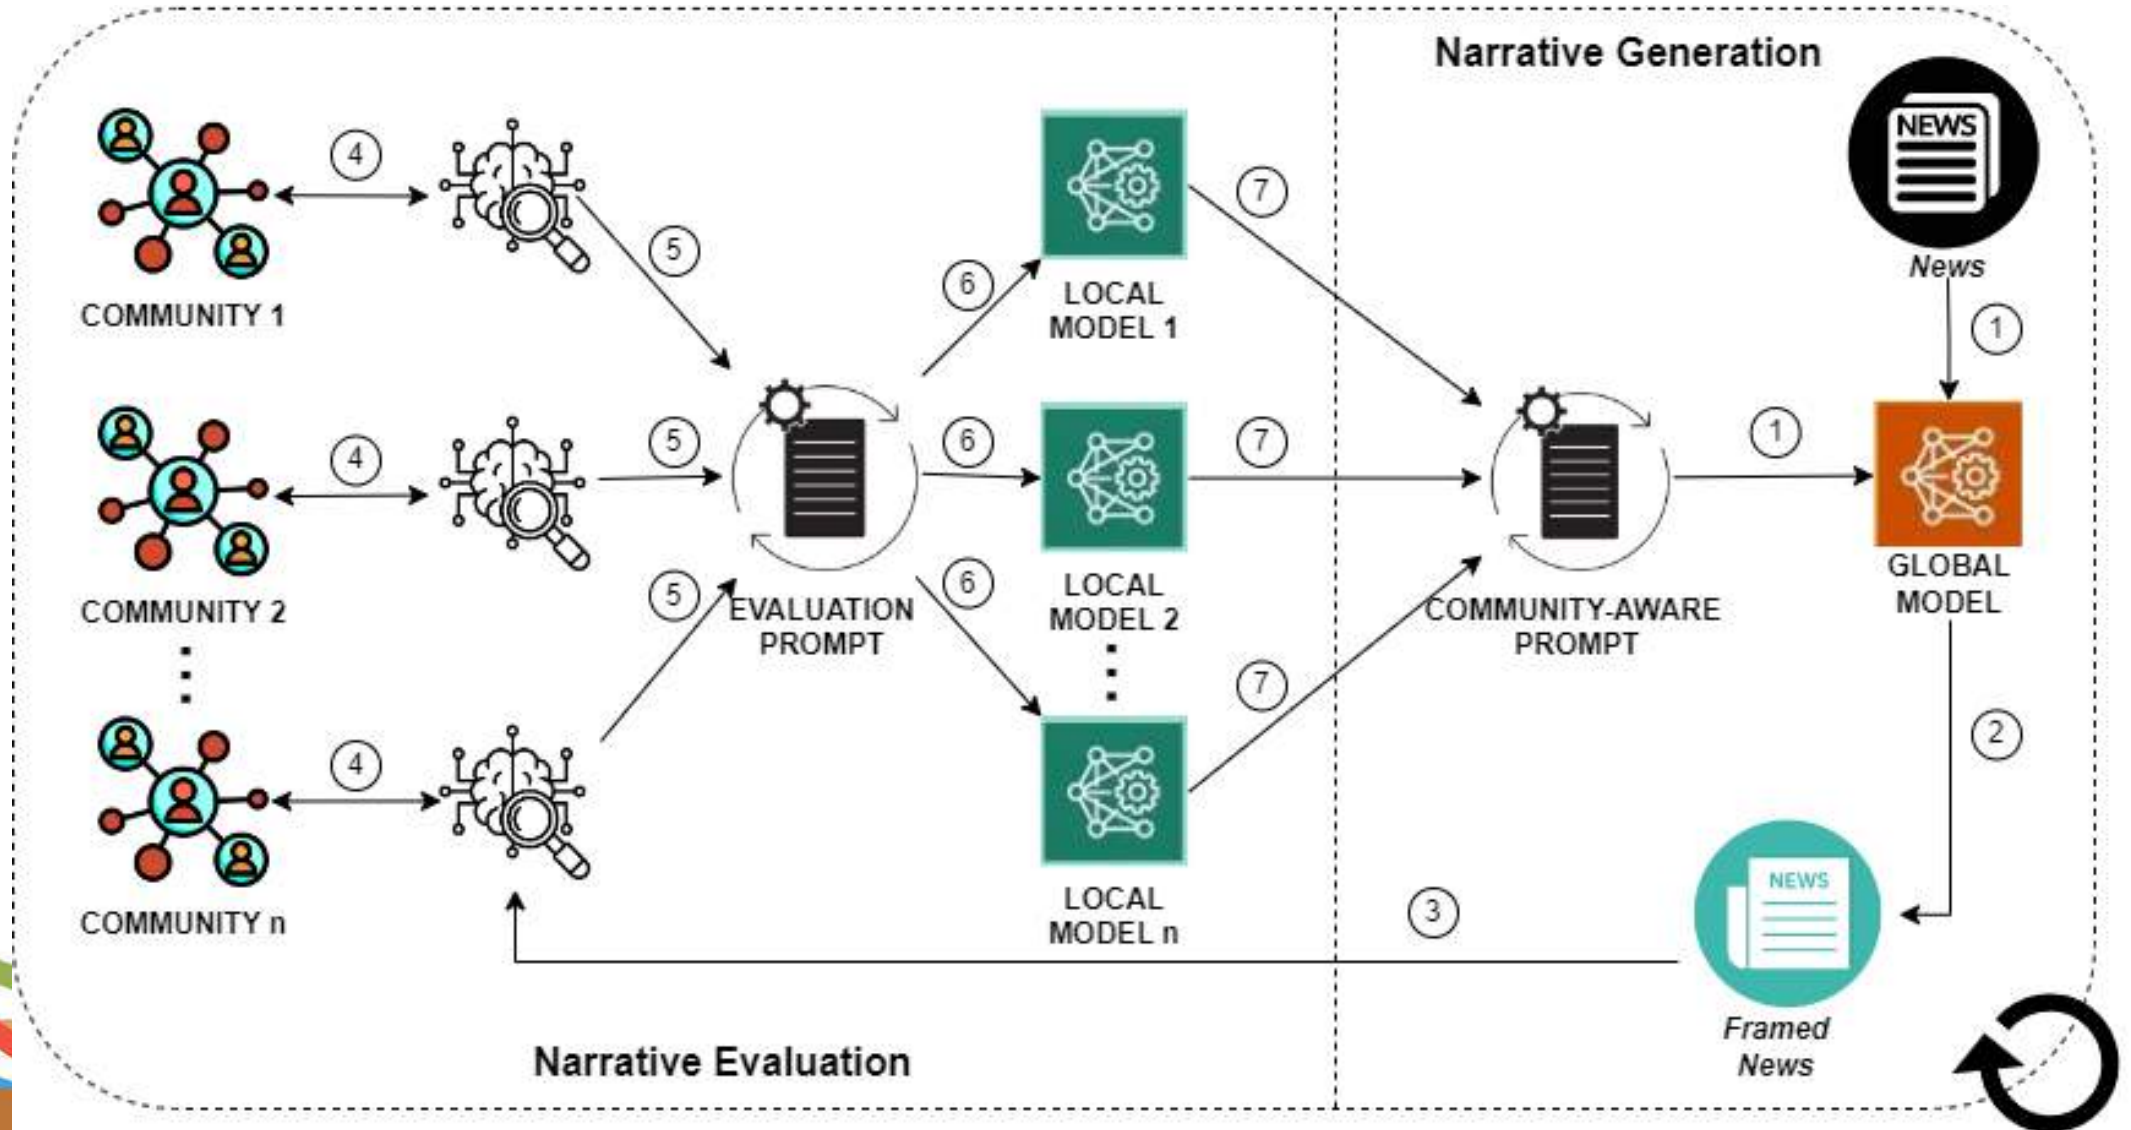 Narrative Generation
NEWS
News
1
4
5
6
7
COMMUNITY 1
LOCAL
MODEL 1
4
5
6
7
1
COMMUNITY 2
EVALUATION
PROMPT
LOCAL
MODEL 2
COMMUNITY-AWARE
PROMPT
GLOBAL
MODEL
4
5
6
7
2
COMMUNITY n
LOCAL
MODEL n
3
NEWS
Framed
News
Narrative Evaluation